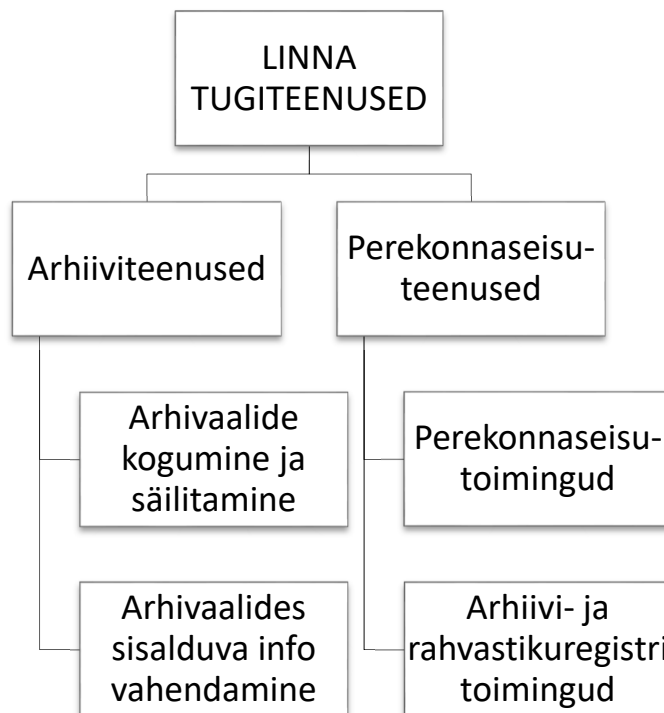 LINNA
TUGITEENUSED
Arhiiviteenused
Perekonnaseisu-
teenused
Arhivaalide
kogumine ja
säilitamine
Perekonnaseisu-
toimingud
Arhivaalides
sisalduva info
vahendamine
Arhiivi- ja
rahvastikuregistri
toimingud